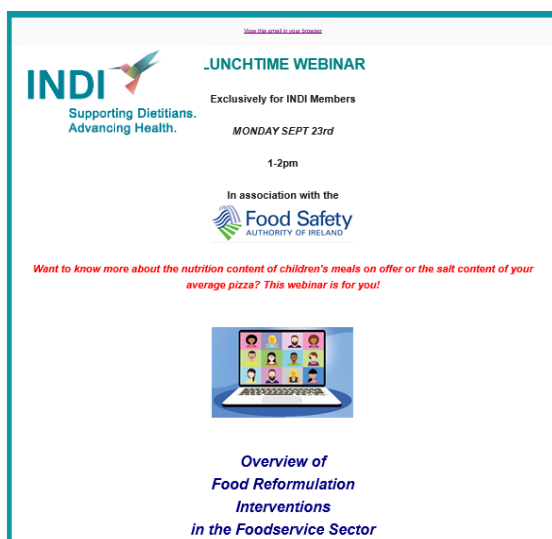 View this email in your browser
INDI
Supporting Dietitians.
Advancing Health.
LUNCHTIME WEBINAR
Exclusively for INDI Members
MONDAY SEPT 23rd
1-2pm
In association with the
Food Safety
AUTHORITY OF IRELAND
Want to know more about the nutrition content of children's meals on offer or the salt content of your
average pizza? This webinar is for you!
Overview of
Food Reformulation
Interventions
in the Foodservice Sector